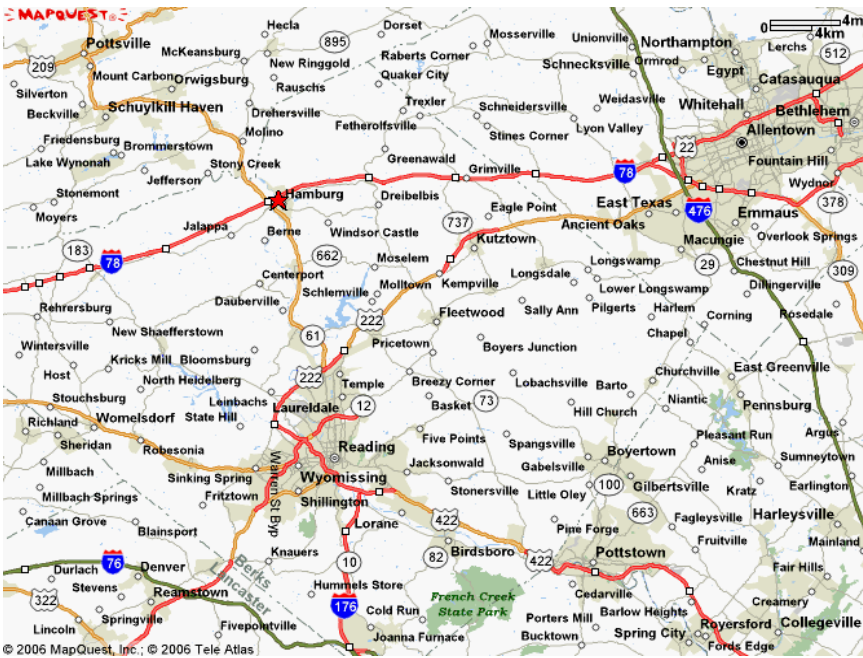 MAPQUEST®
Hecla
Dorset
Mosserville
Unionville
0 4mi
4km
Pottsville
895
McKeansburg
Raberts Corner
Northampton
Lerchs
209
New Ringgold
Schnecksville
Ormrod
512
Mount Carbon
Orwigsburg
Quaker City
Egypt
Catasauqua
Silverton
Rauschs
Trexler
Weidasville
Beckville
Schuylkill Haven
Drehersville
Schneidersville
Whitehall
Bethlehem
Friedensburg
Molino
Fetherolfsville
Stines Corner
Lyon Valley
Allentown
Brommerstown
22
Lake Wynonah
Stony Creek
Greenawald
Grimville
78
Fountain Hill
Jefferson
Wydnor
Stonemont
Hamburg
Dreibelbis
East Texas
476
378
Moyers
Jalappa
Berne
Windsor Castle
737
Eagle Point
Ancient Oaks
Emmaus
183
Kutztown
Macungie
Overlook Springs
78
662
Moselem
Longswamp
29
Chestnut Hill
309
Centerport
Molltown
Kempville
Longsdale
Lower Longswamp
Dillingerville
Rehrersburg
Dauberville
Schlemville
Fleetwood
Sally Ann
Pilgerts
Harlem
Corning
Rosedale
New Shaefferstown
61
222
Chapel
Wintersville
Pricetown
Boyers Junction
Kricks Mill
Bloomsburg
Host
North Heidelberg
222
Temple
Breezy Corner
Lobachsville
Barto
Churchville
East Greenville
Stouchsburg
Leinbachs
Laureldale
12
Basket
73
Hill Church
Niantic
Pennsburg
Richland
Womelsdorf
State Hill
Sheridan
Reading
Five Points
Spangsville
Pleasant Run
Argus
Robesonia
Boyertown
Sumneytown
Millbach
Sinking Spring
Wyomissing
Jacksonwald
Gabelsville
Anise
Millbach Springs
Fritztown
Warren St Byp
Shillington
Stonersville
Little Oley
100
Gilbertsville
Kratz
Earlington
Canaan Grove
Lorane
422
663
Fagleysville
Harleysville
Blainsport
Pine Forge
Mainland
Knauers
82
Birdsboro
422
Pottstown
Fruitville
76
Berks
Lancaster
10
Durlach
Denver
Fair Hills
Stevens
Reamstown
Hummels Store
French Creek
State Park
Cedarville
Creamery
322
176
Cold Run
Barlow Heights
Springville
Porters Mill
Royersford
Collegeville
Lincoln
Fivepointville
Joanna Furnace
Bucktown
Spring City
Fords Edge
© 2006 MapQuest, Inc.; © 2006 Tele Atlas